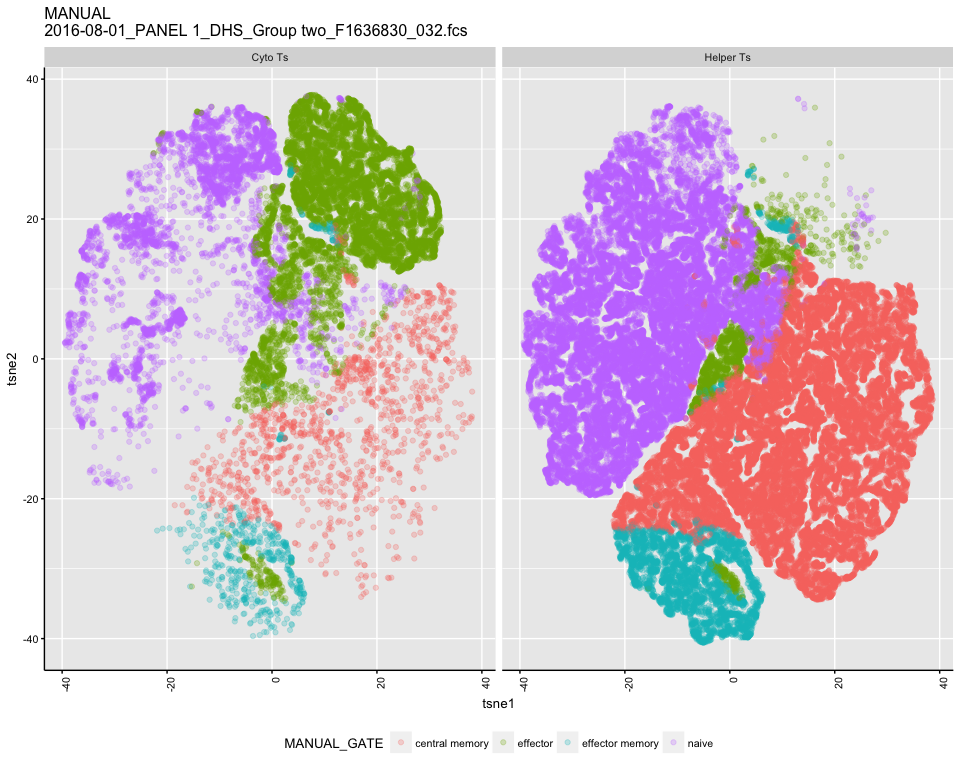 MANUAL
2016-08-01_PANEL 1_DHS_Group two_F1636830_032.fcs
Cyto Ts
Helper Ts
40
20
0
-20
-40
tsne2
-40
-20
0
20
40
-40
-20
0
20
40
tsne1
MANUAL_GATE
central memory
effector
effector memory
naive